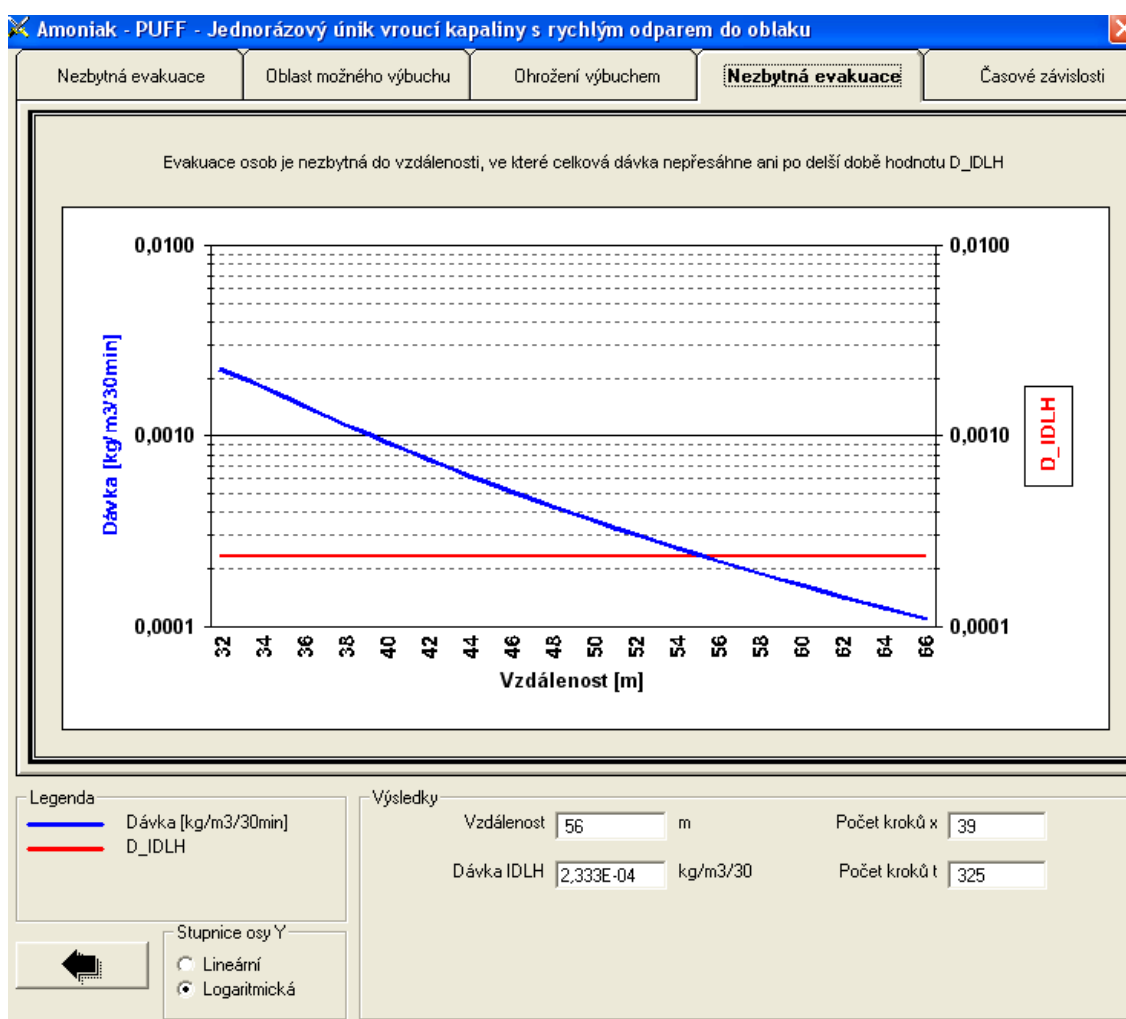 Amoniak - PUFF - Jednorázový únik vroucí kapaliny s rychlým odparem do oblaku
Nezbytná evakuace
Oblast možného výbuchu
Ohrožení výbuchem
Nezbytná evakuace
Časové závislosti
Evakuace osob je nezbytná do vzdálenosti, ve které celková dávka nepřesáhne ani po delší době hodnotu D_IDLH
0,0100
0,0010
0,0001
Dávka [kg/m3/30min]
0,0100
0,0010
0,0001
D_IDLH
32 34 36 38 40 42 44 46 48 50 52 54 56 58 60 62 64 66
Vzdálenost [m]
Legenda
Dávka [kg/m3/30min]
D_IDLH
Stupnice osy Y
Lineární
Logaritmická
Výsledky
Vzdálenost 56 m Počet kroků x 39
Dávka IDLH 2,333E-04 kg/m3/30 Počet kroků t 325